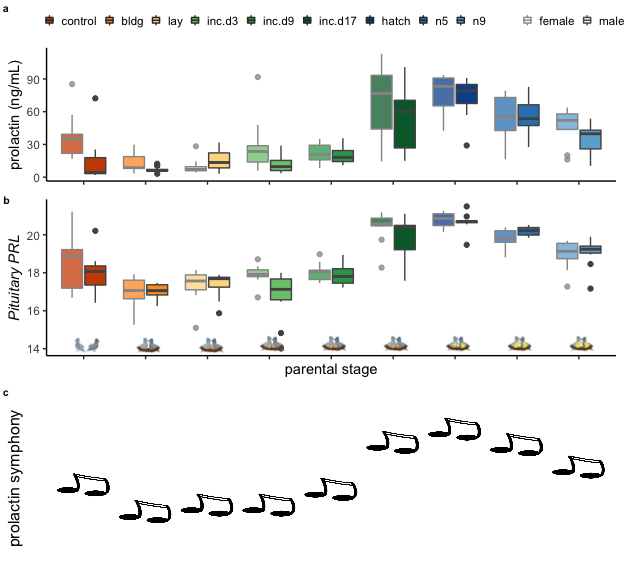 a
control bldg lay inc.d3 inc.d9 inc.d17 hatch n5 n9 female male
prolactin (ng/mL)
90
60
30
0
b
Pituitary PRL
20
18
16
14
parental stage
c
prolactin symphony